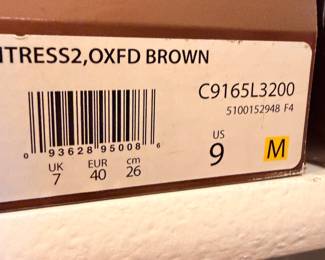 ITRESS2,OXFD BROWN
C9165L3200
5100152948 F4
0 93628 95008 6
UK EUR cm
7 40 26
US
9 M